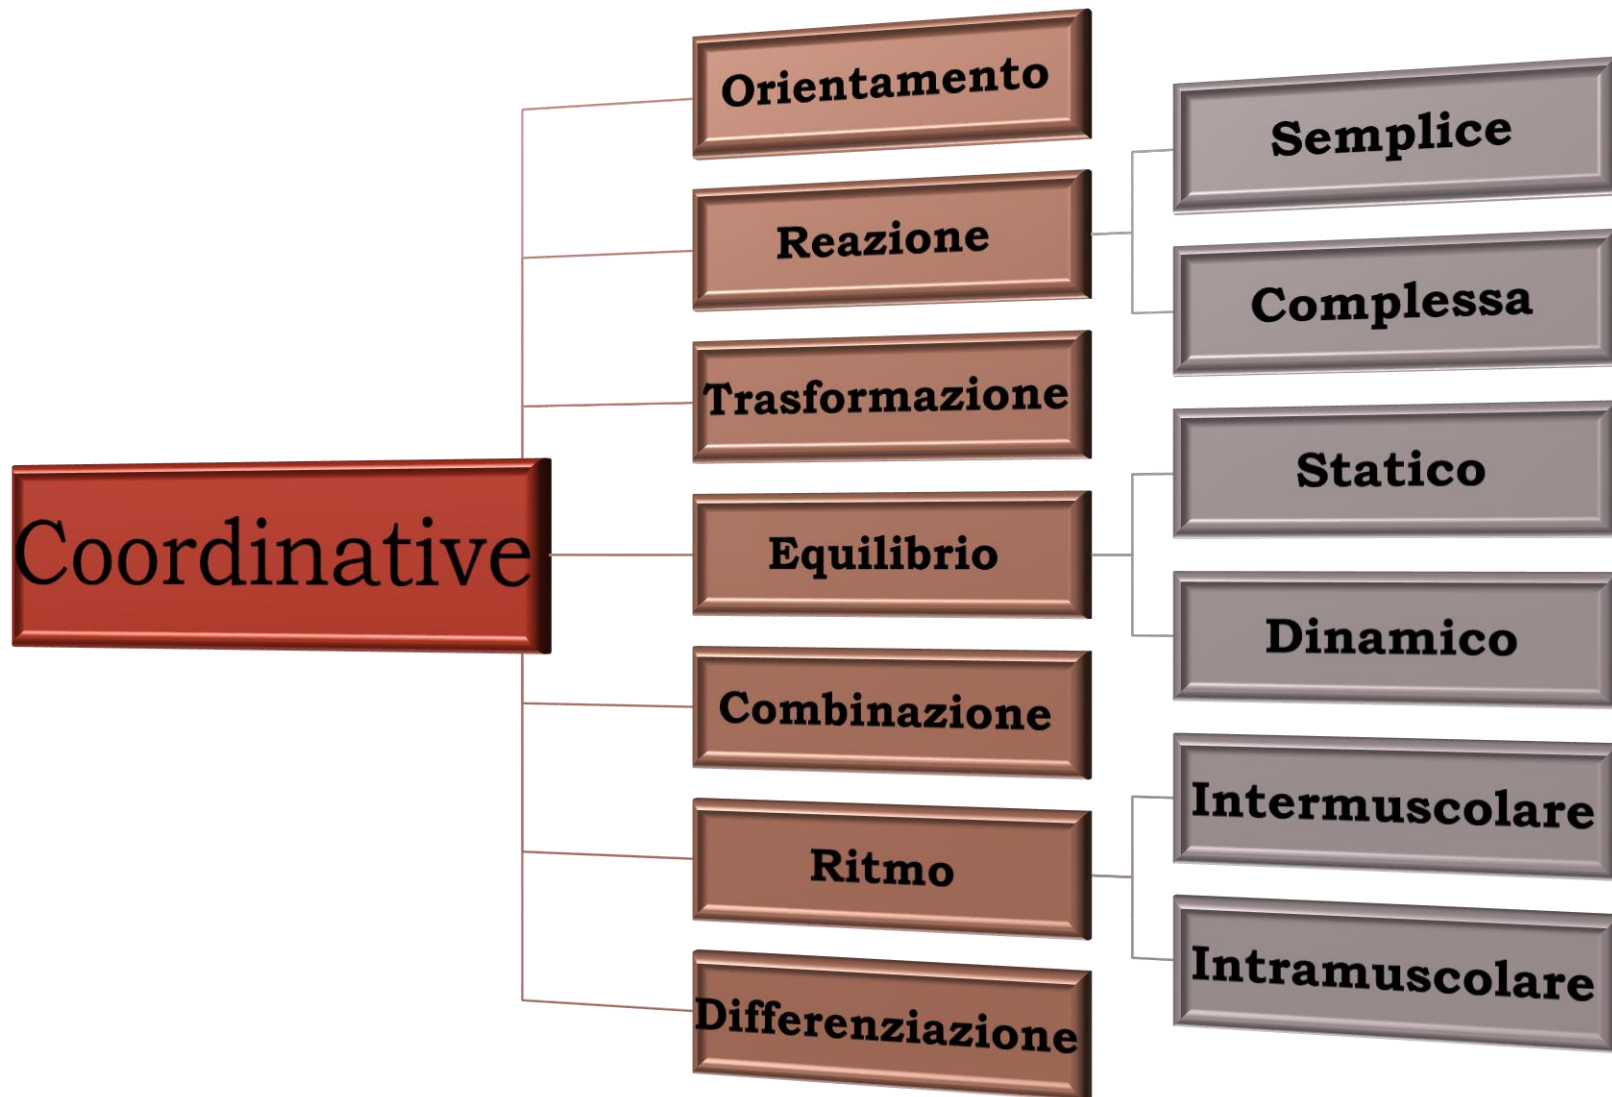 Coordinative
Orientamento
Reazione
Semplice
Complessa
Trasformazione
Equilibrio
Statico
Dinamico
Combinazione
Ritmo
Intermuscolare
Intramuscolare
Differenziazione